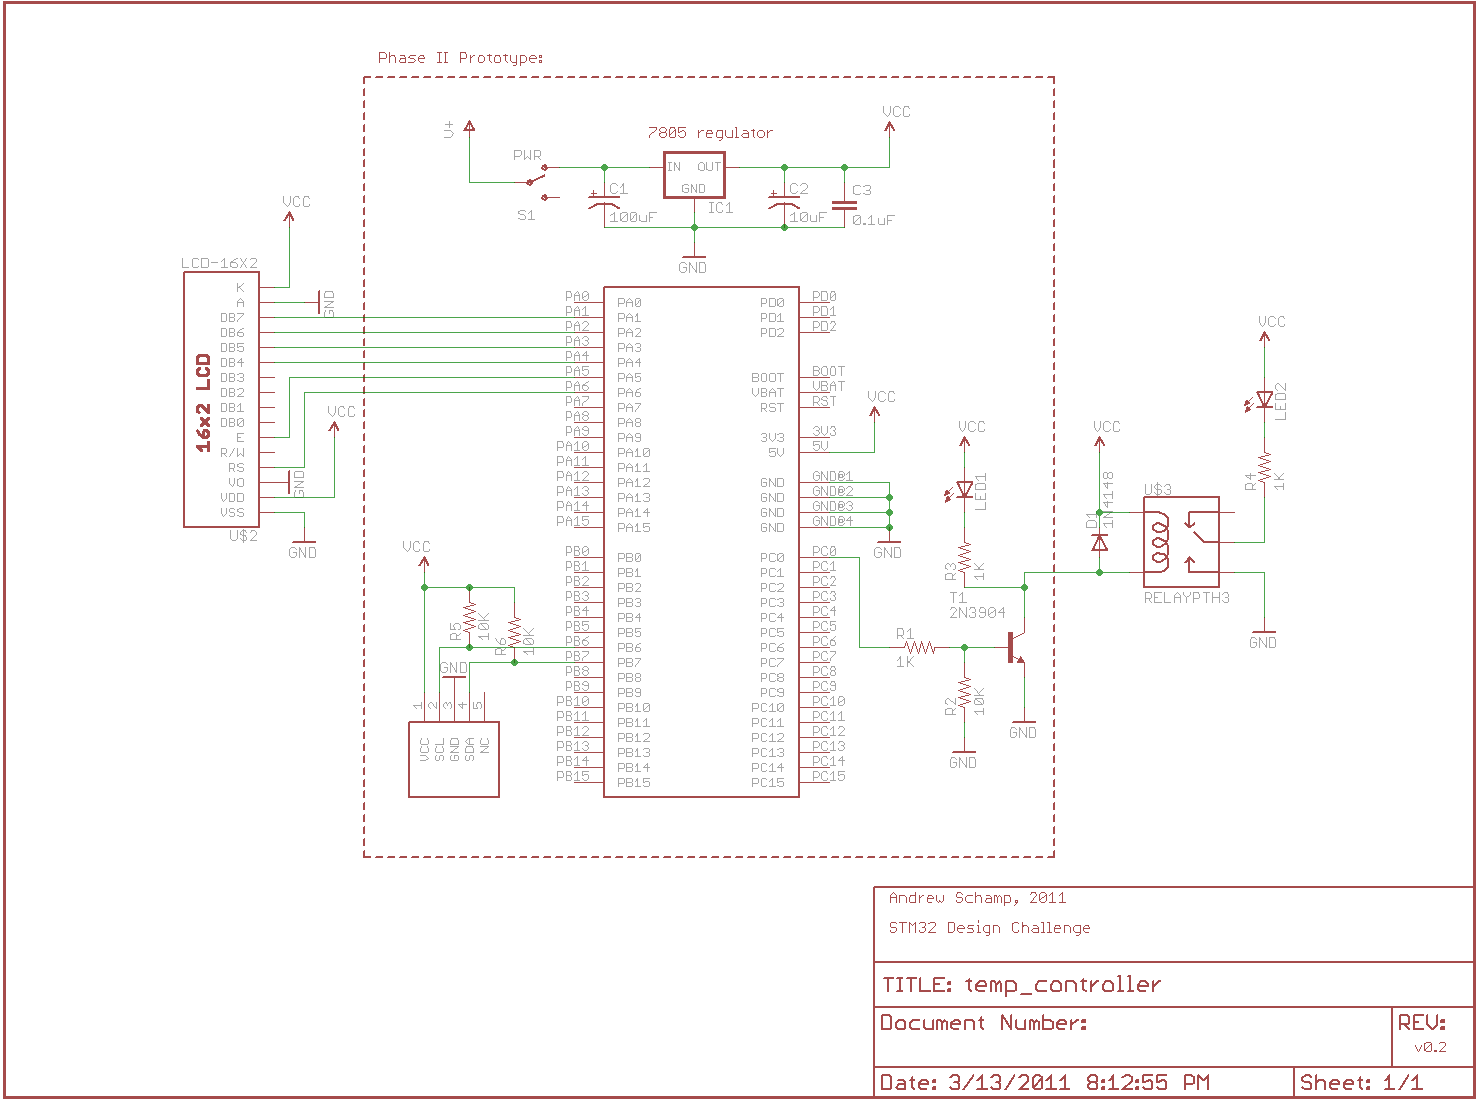 Phase II Prototype:
V+
PWR
S1
7805 regulator
IN OUT
GND
IC1
C1
100uF
C2
10uF
C3
0.1uF
VCC
GND
VCC
LCD-16X2
16x2 LCD
K
A
DB7
DB6
DB5
DB4
DB3
DB2
DB1
DB0
E
R/W
RS
VO
VDD
VSS
U$2
GND
VCC
GND
GND
PA0 PA0
PA1 PA1
PA2 PA2
PA3 PA3
PA4 PA4
PA5 PA5
PA6 PA6
PA7 PA7
PA8 PA8
PA9 PA9
PA10 PA10
PA11 PA11
PA12 PA12
PA13 PA13
PA14 PA14
PA15 PA15
PB0 PB0
PB1 PB1
PB2 PB2
PB3 PB3
PB4 PB4
PB5 PB5
PB6 PB6
PB7 PB7
PB8 PB8
PB9 PB9
PB10 PB10
PB11 PB11
PB12 PB12
PB13 PB13
PB14 PB14
PB15 PB15
PD0 PD0
PD1 PD1
PD2 PD2
BOOT BOOT
VBAT VBAT
RST RST
3V3 3V3
5V 5V
GND GND@1
GND GND@2
GND GND@3
GND GND@4
PC0 PC0
PC1 PC1
PC2 PC2
PC3 PC3
PC4 PC4
PC5 PC5
PC6 PC6
PC7 PC7
PC8 PC8
PC9 PC9
PC10 PC10
PC11 PC11
PC12 PC12
PC13 PC13
PC14 PC14
PC15 PC15
VCC
GND
VCC
R5
10K
R6
10K
GND
1 2 3 4 5
VCC
SCL
GND
SDA
NC
VCC
LED1
R3
1K
T1
2N3904
R1
1K
R2
10K
GND
GND
VCC
D1
1N4148
U$3
RELAYPTH3
VCC
LED2
R4
1K
GND
Andrew Schamp, 2011
STM32 Design Challenge
TITLE: temp_controller
Document Number:
REV:
v0.2
Date: 3/13/2011 8:12:55 PM
Sheet: 1/1